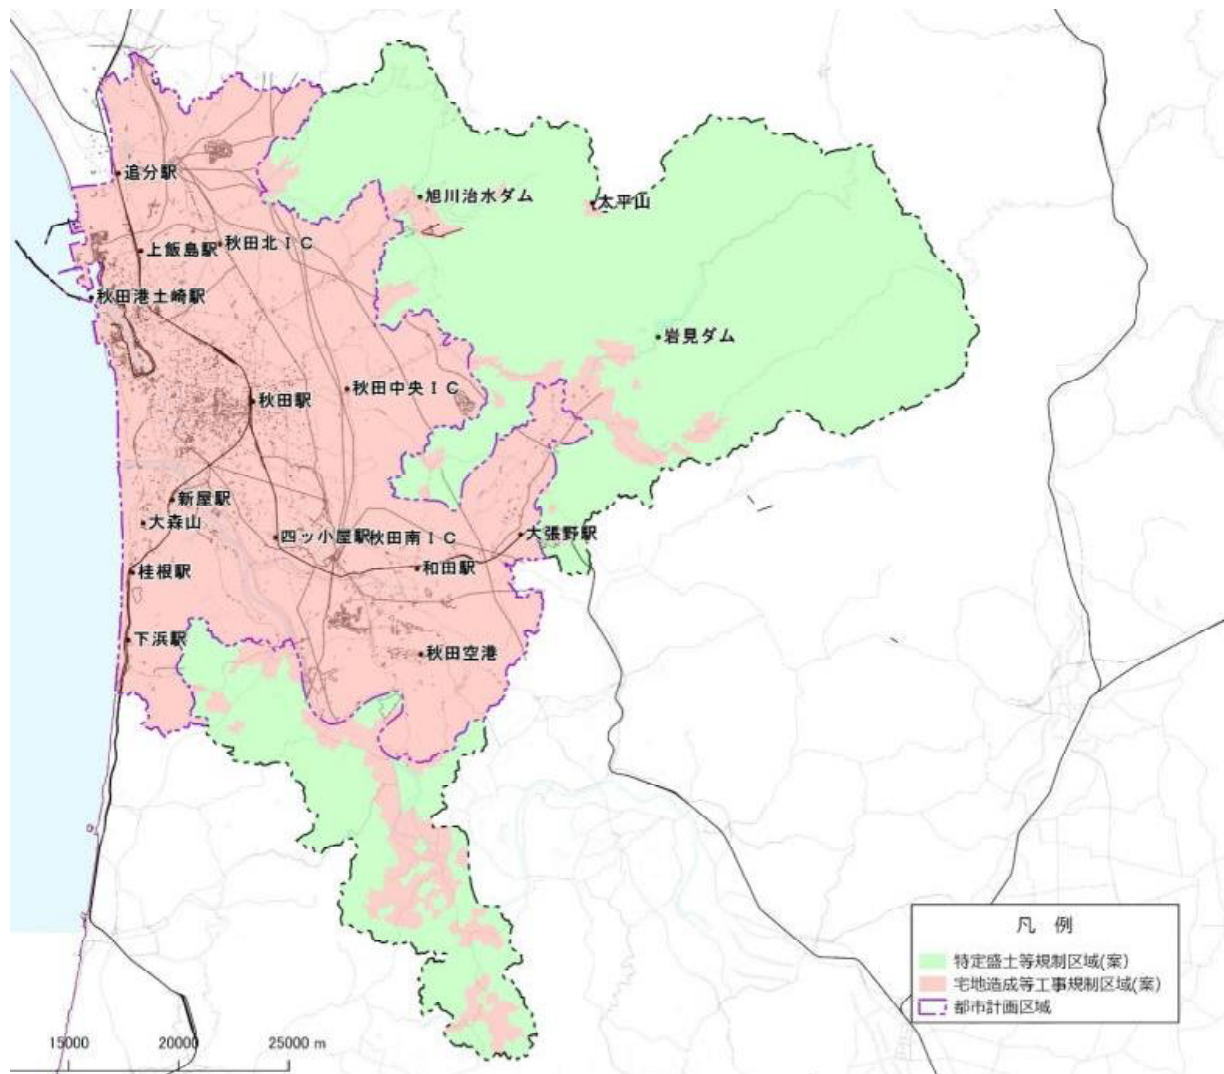 追分駅
旭川治水ダム
太平山
上飯島駅
秋田北ＩＣ
秋田港土崎駅
岩見ダム
秋田中央ＩＣ
秋田駅
新屋駅
大森山
四ッ小屋駅
秋田南ＩＣ
大張野駅
和田駅
桂根駅
下浜駅
秋田空港
凡 例
特定盛土等規制区域(案)
宅地造成等工事規制区域(案)
都市計画区域
15000 20000 25000 m